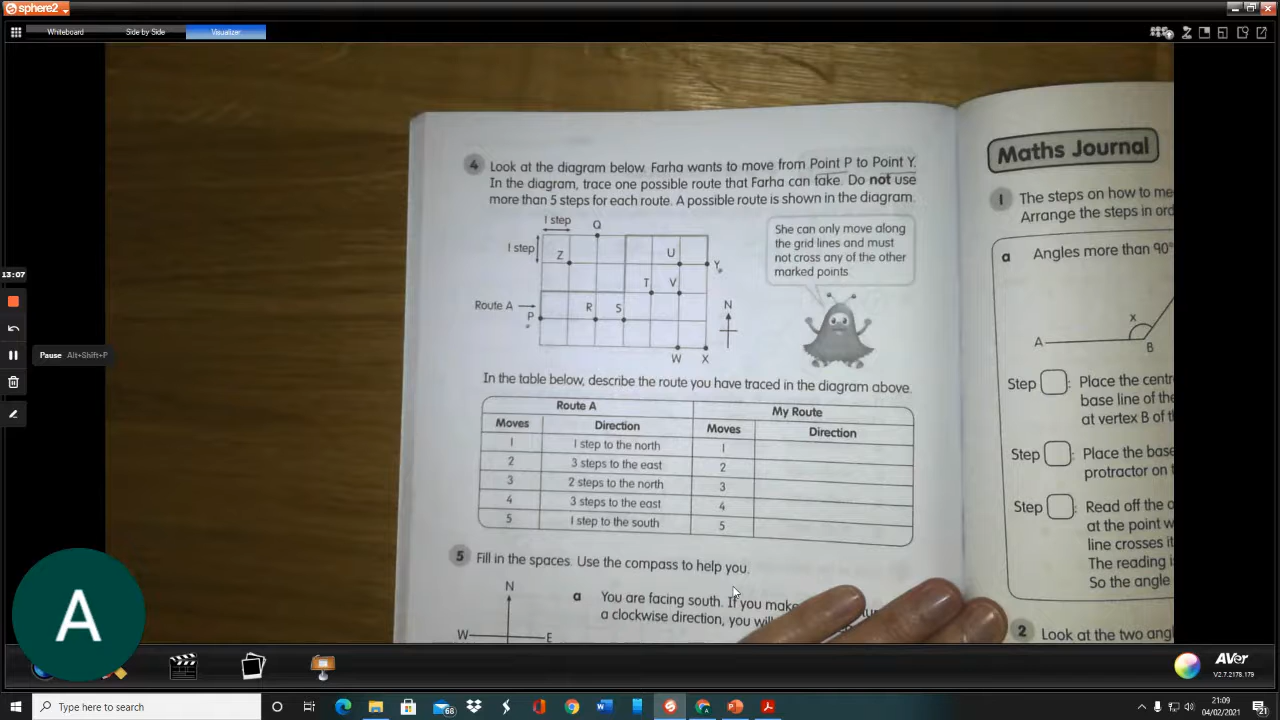 sphere2
Whiteboard
Side by Side
Visualizer
13:07
Pause Alt+Shift+P
4 Look at the diagram below. Farha wants to move from Point P to Point Y.
In the diagram, trace one possible route that Farha can take. Do not use
more than 5 steps for each route. A possible route is shown in the diagram.
1 step
Q
1 step
Z
U
Y
T
V
Route A
P
R
S
N
W
X
She can only move along
the grid lines and must
not cross any of the other
marked points
In the table below, describe the route you have traced in the diagram above.
Route A
My Route
Moves Direction Moves Direction
1 1 step to the north 1
2 3 steps to the east 2
3 2 steps to the north 3
4 3 steps to the east 4
5 1 step to the south 5
5 Fill in the spaces. Use the compass to help you.
N
W
E
a You are facing south. If you make
a clockwise direction, you will
Maths Journal
1 The steps on how to me
Arrange the steps in ord
a Angles more than 90°
x
A
B
Step : Place the centr
base line of the
at vertex B of t
Step : Place the base
protractor on t
Step : Read off the a
at the point w
line crosses it
The reading i
So the angle
2 Look at the two ang
A
AVer
V2.7.2178.179
Type here to search
68
21:09
04/02/2021
21